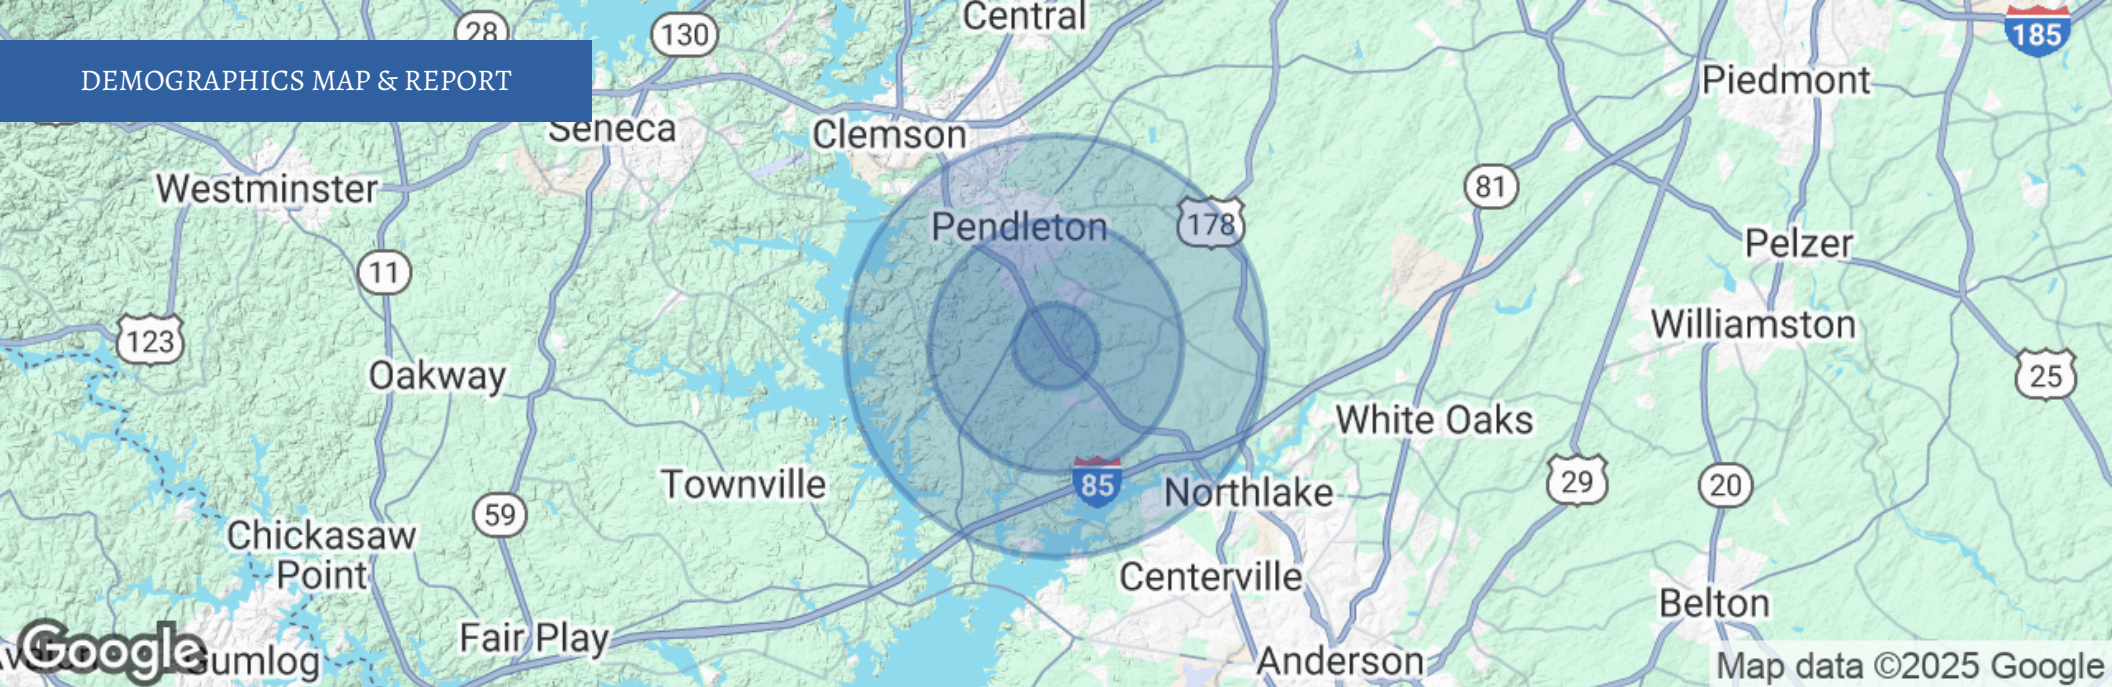 Central
28
130
185
DEMOGRAPHICS MAP & REPORT
Piedmont
Seneca
Clemson
Westminster
81
Pendleton
178
Pelzer
11
123
Williamston
Oakway
25
White Oaks
Townville
85
Northlake
29
20
59
Chickasaw
Point
Centerville
Belton
Fair Play
Google
Gumlog
Anderson
Map data ©2025 Google